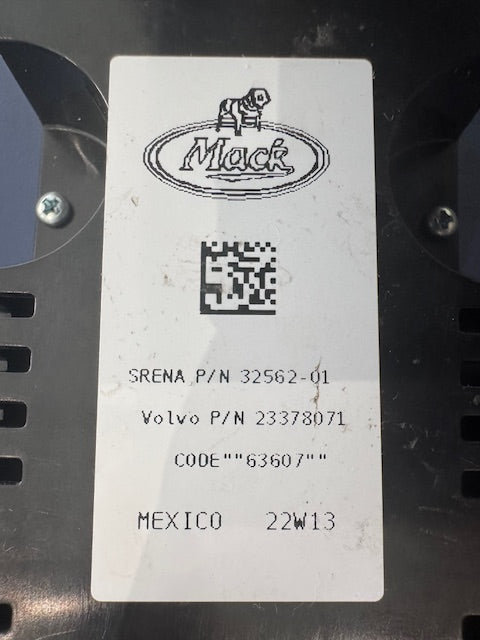 Mack
SRENA P/N 32562-01
Volvo P/N 23378071
CODE""63607""
MEXICO 22W13